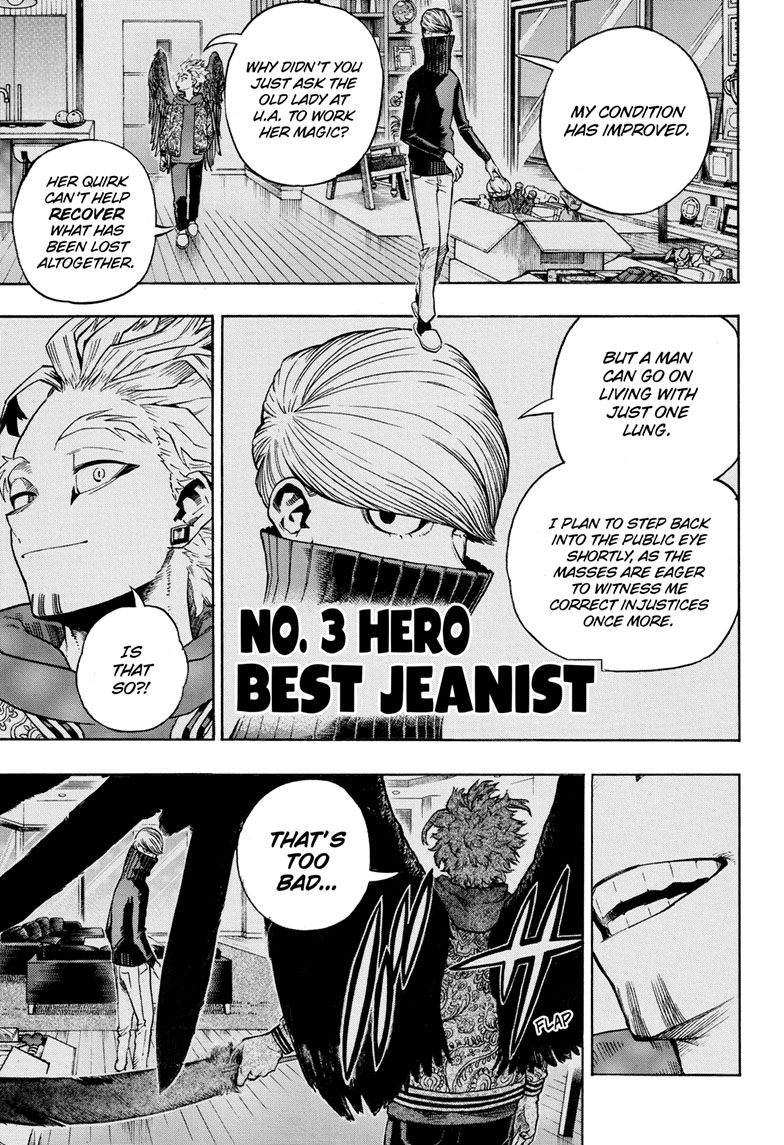 MY CONDITION
HAS IMPROVED.
WHY DIDN'T YOU
JUST ASK THE
OLD LADY AT
U.A. TO WORK
HER MAGIC?
HER QUIRK
CAN'T HELP
RECOVER
WHAT HAS
BEEN LOST
ALTOGETHER.
BUT A MAN
CAN GO ON
LIVING WITH
JUST ONE
LUNG.
I PLAN TO STEP BACK
INTO THE PUBLIC EYE
SHORTLY, AS THE
MASSES ARE EAGER
TO WITNESS ME
CORRECT INJUSTICES
ONCE MORE.
NO. 3 HERO
BEST JEANIST
IS
THAT
SO?!
THAT'S
TOO
BAD...
FLAP